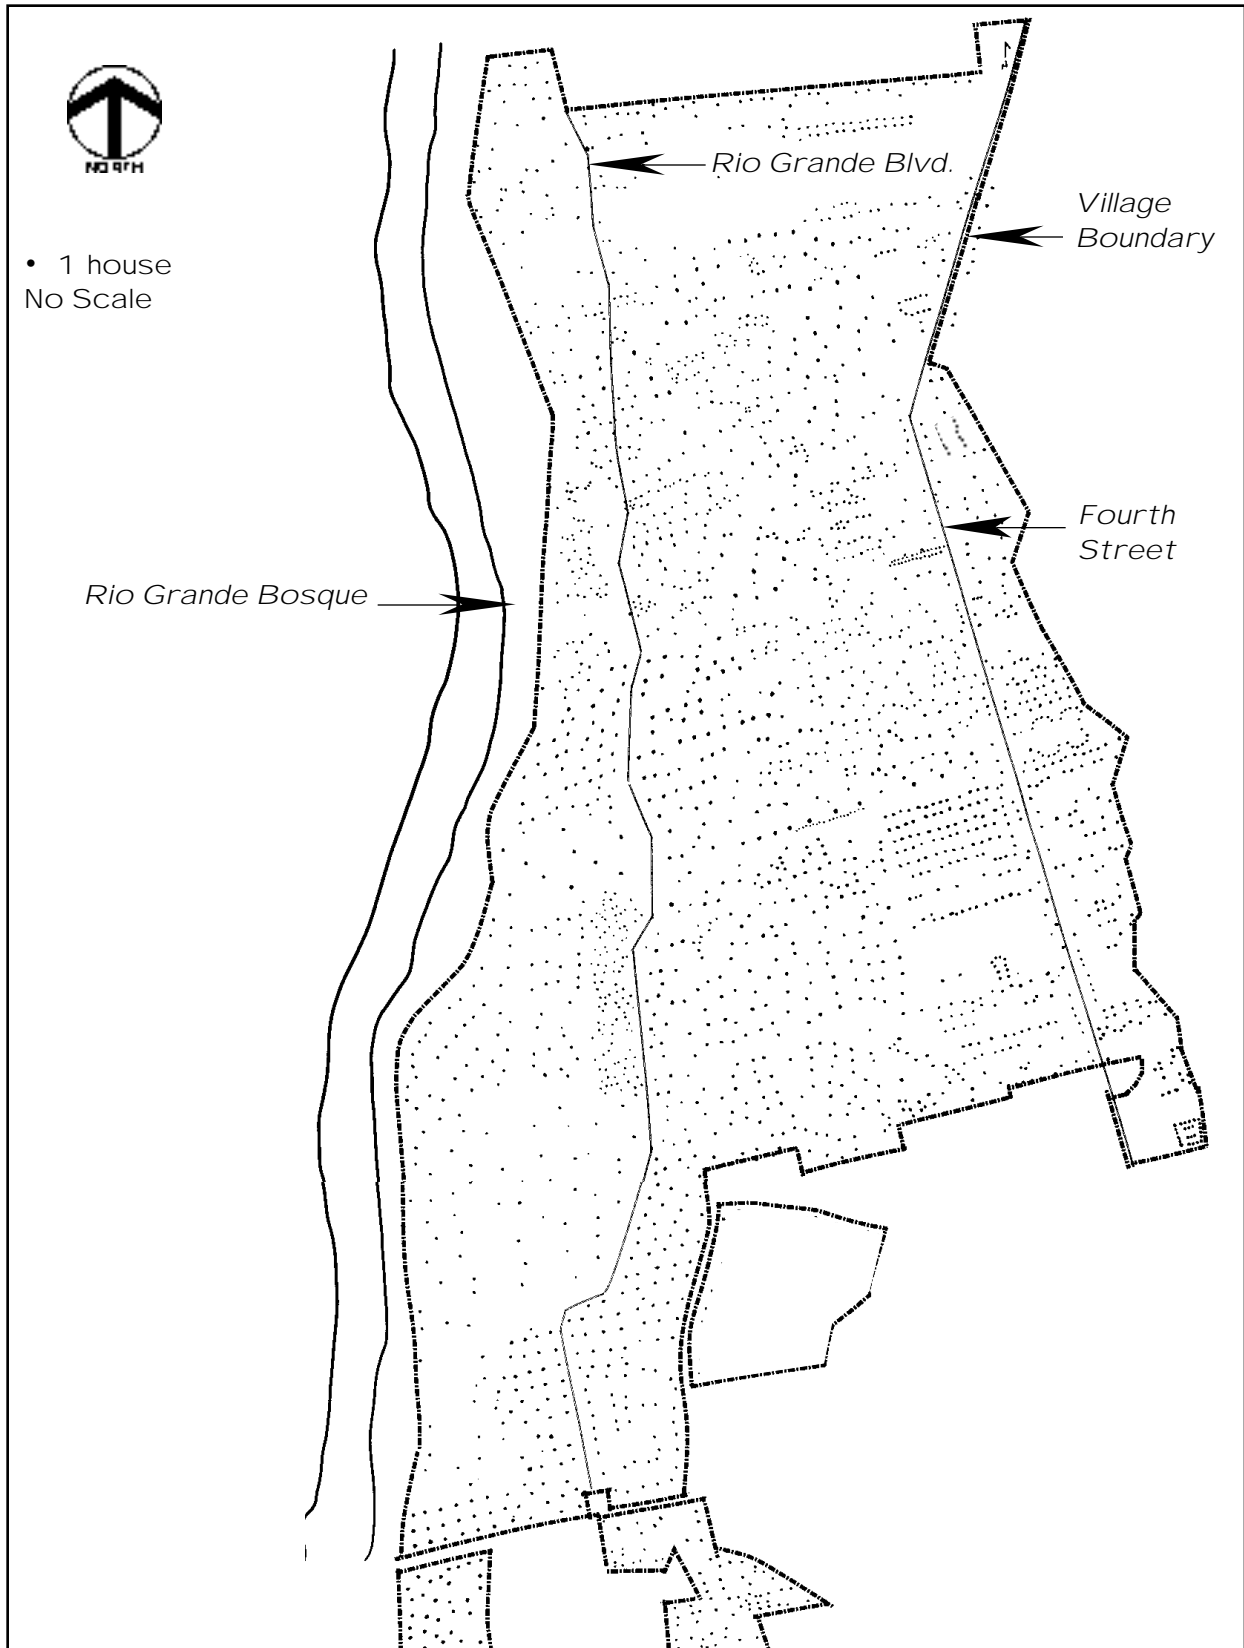 NORTH
• 1 house
No Scale
Rio Grande Blvd.
Village
Boundary
Fourth
Street
Rio Grande Bosque